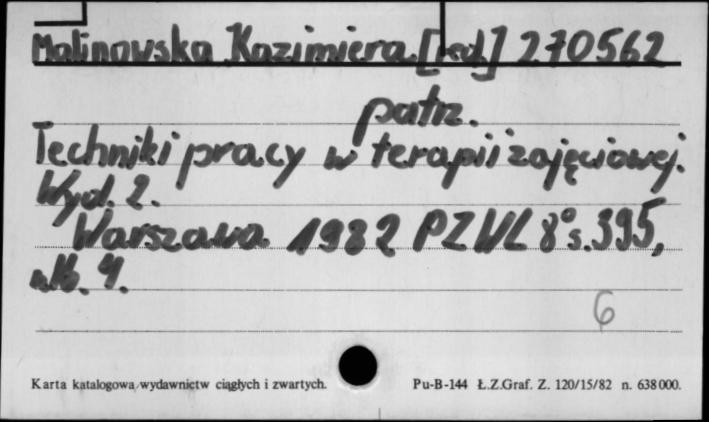 Malinowska Kazimiera [red.] 270562
patrz.
Techniki pracy w terapii zajęciowej.
Wyd. 2.
Warszawa 1982 PZWL 8° s. 395,
nlb. 4.
6
Karta katalogowa wydawnictw ciągłych i zwartych. Pu-B-144 Ł.Z.Graf. Z. 120/15/82 n. 638000.